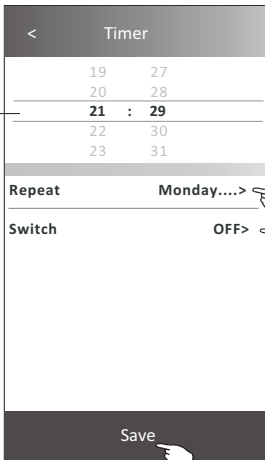 < Timer
19 27
20 28
21 : 29
22 30
23 31
Repeat Monday....>
Switch OFF>
Save